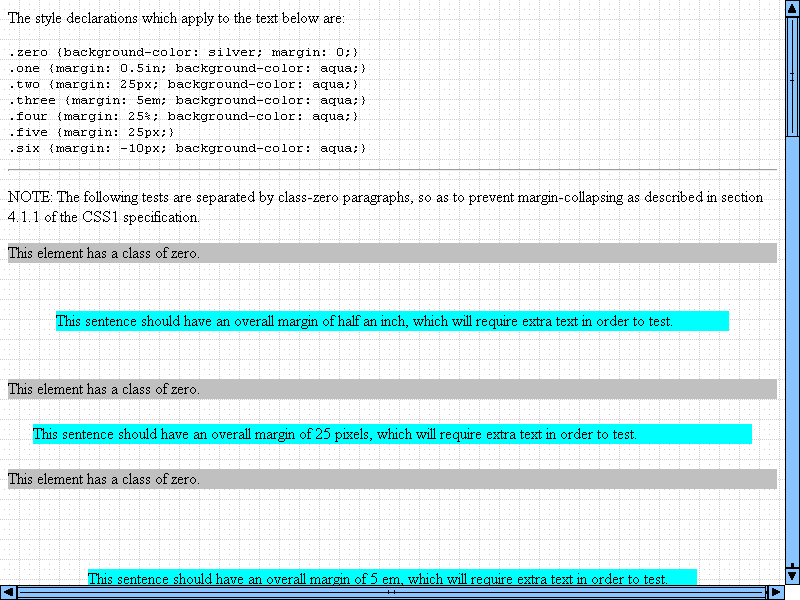 The style declarations which apply to the text below are:
.zero {background-color: silver; margin: 0;}
.one {margin: 0.5in; background-color: aqua;}
.two {margin: 25px; background-color: aqua;}
.three {margin: 5em; background-color: aqua;}
.four {margin: 25%; background-color: aqua;}
.five {margin: 25px;}
.six {margin: -10px; background-color: aqua;}
NOTE: The following tests are separated by class-zero paragraphs, so as to prevent margin-collapsing as described in section
4.1.1 of the CSS1 specification.
This element has a class of zero.
This sentence should have an overall margin of half an inch, which will require extra text in order to test.
This element has a class of zero.
This sentence should have an overall margin of 25 pixels, which will require extra text in order to test.
This element has a class of zero.
This sentence should have an overall margin of 5 em, which will require extra text in order to test.